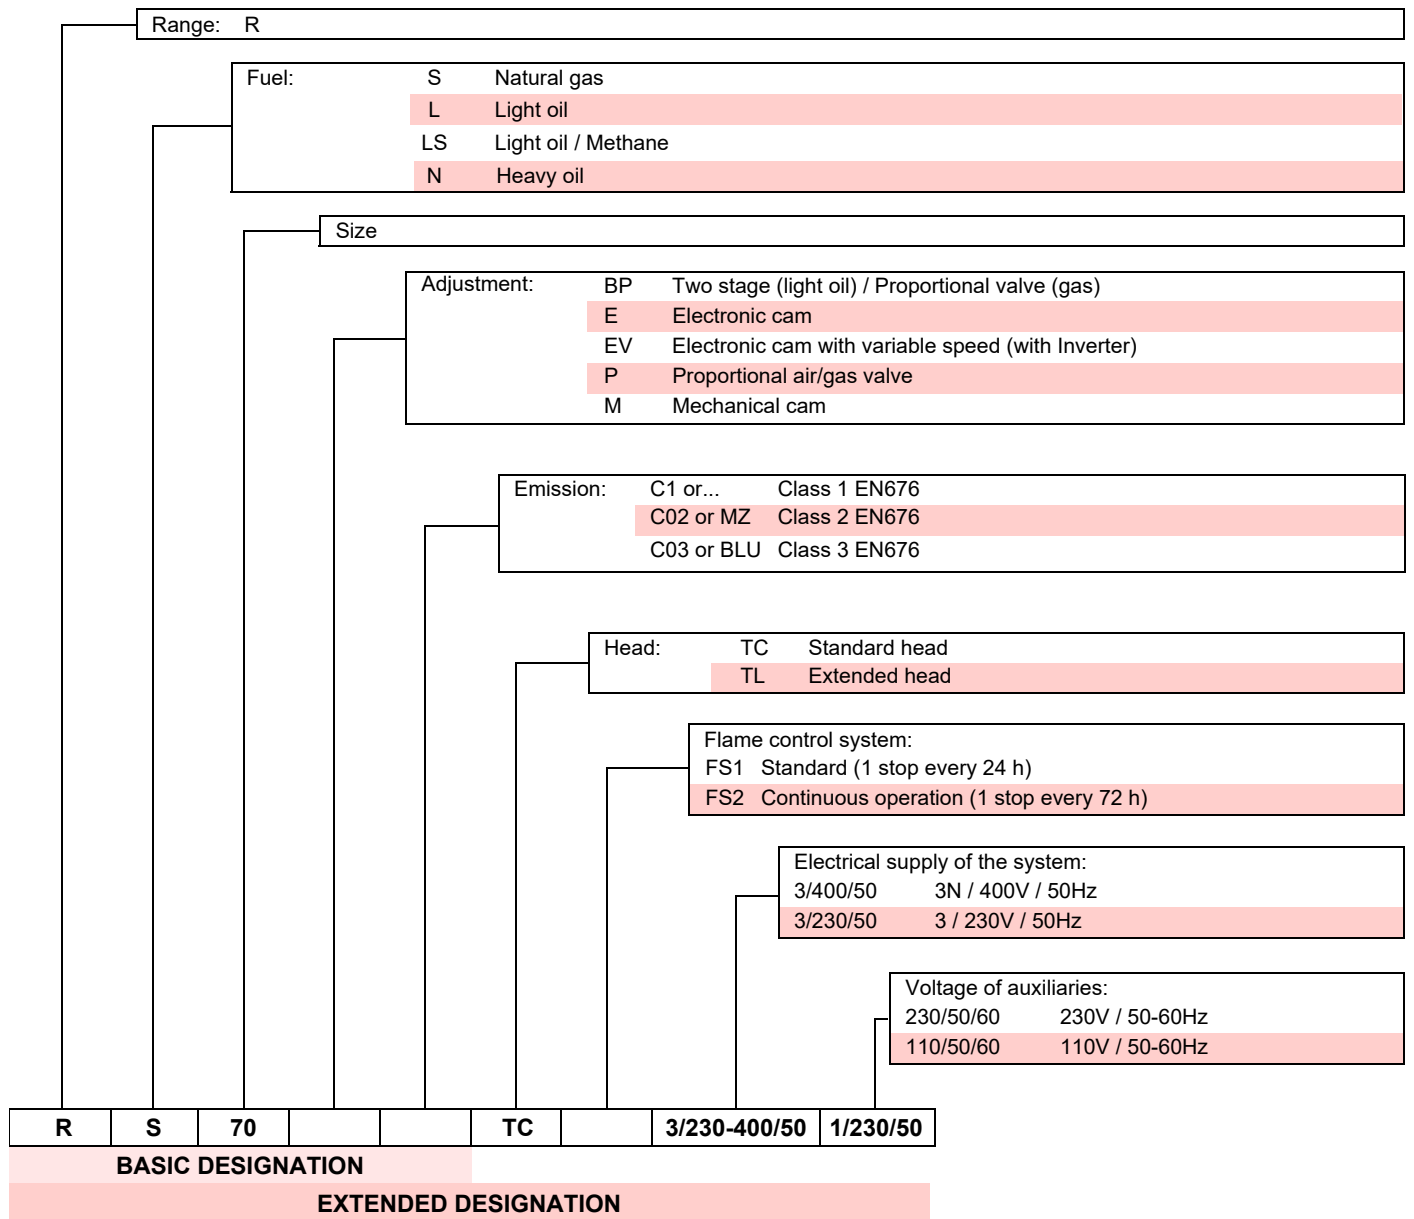 Range: R
Fuel: S Natural gas
L Light oil
LS Light oil / Methane
N Heavy oil
Size
Adjustment: BP Two stage (light oil) / Proportional valve (gas)
E Electronic cam
EV Electronic cam with variable speed (with Inverter)
P Proportional air/gas valve
M Mechanical cam
Emission: C1 or... Class 1 EN676
C02 or MZ Class 2 EN676
C03 or BLU Class 3 EN676
Head: TC Standard head
TL Extended head
Flame control system:
FS1 Standard (1 stop every 24 h)
FS2 Continuous operation (1 stop every 72 h)
Electrical supply of the system:
3/400/50 3N / 400V / 50Hz
3/230/50 3 / 230V / 50Hz
Voltage of auxiliaries:
230/50/60 230V / 50-60Hz
110/50/60 110V / 50-60Hz
R S 70 TC 3/230-400/50 1/230/50
BASIC DESIGNATION
EXTENDED DESIGNATION